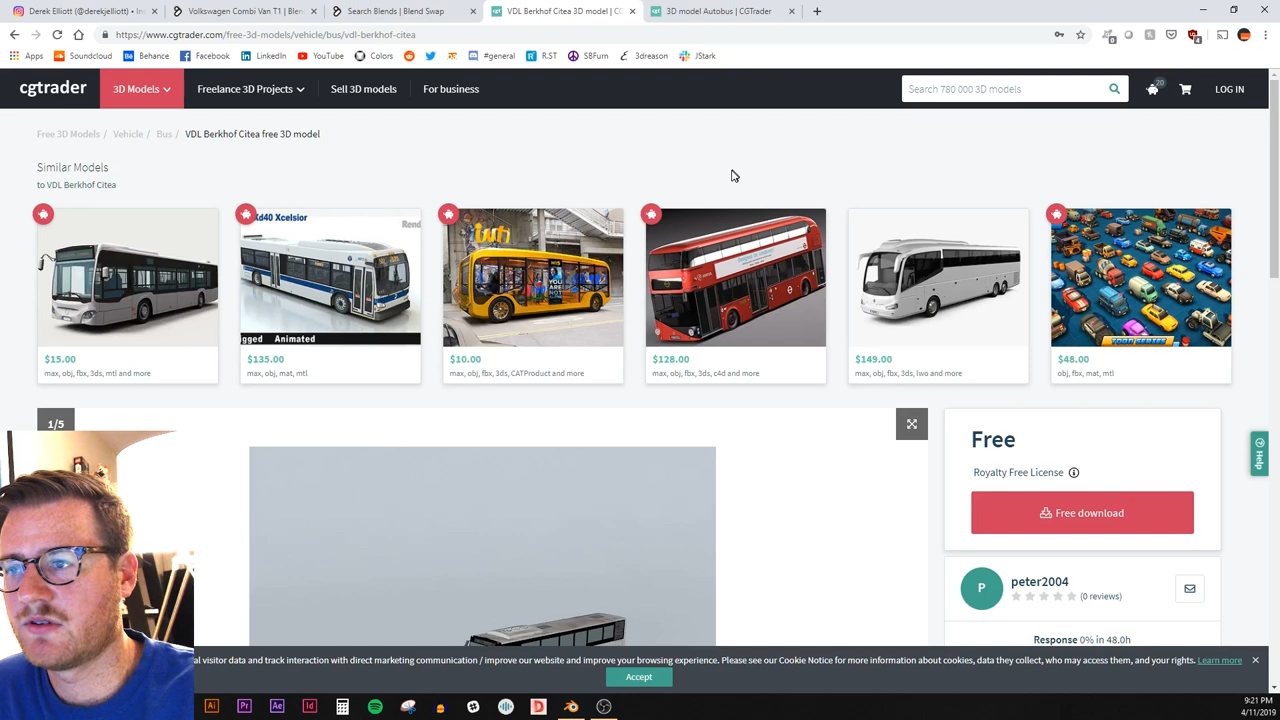 Derek Elliott (@derekjelliott) • In
Volkswagen Combi Van T1 | Blen
Search Blends | Blend Swap
VDL Berkhof Citea 3D model | CG
3D model Autobus | CGTrader
https://www.cgtrader.com/free-3d-models/vehicle/bus/vdl-berkhof-citea
Apps
Soundcloud
Behance
Facebook
LinkedIn
YouTube
Colors
#general
R.ST
SBFurn
3dreason
JStark
cgtrader
3D Models
Freelance 3D Projects
Sell 3D models
For business
Search 780 000 3D models
20
LOG IN
Free 3D Models / Vehicle / Bus / VDL Berkhof Citea free 3D model
Similar Models
to VDL Berkhof Citea
Xd40 Xcelsior
Rend
gged Animated
TOON SERIES
$15.00
$135.00
$10.00
$128.00
$149.00
$48.00
max, obj, fbx, 3ds, mtl and more
max, obj, mat, mtl
max, obj, fbx, 3ds, CATProduct and more
max, obj, fbx, 3ds, c4d and more
max, obj, fbx, 3ds, lwo and more
obj, fbx, mat, mtl
1/5
Free
Royalty Free License
Free download
Help
P
peter2004
(0 reviews)
Response 0% in 48.0h
al visitor data and track interaction with direct marketing communication / improve our website and improve your browsing experience. Please see our Cookie Notice for more information about cookies, data they collect, who may access them, and your rights. Learn more
Accept
Ai
Pr
Ae
Id
9:21 PM
4/11/2019